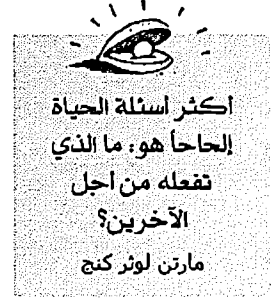 أكثر أسئلة الحياة
إلحاحاً هو: ما الذي
تفعله من أجل
الآخرين؟
مارتن لوثر كنج